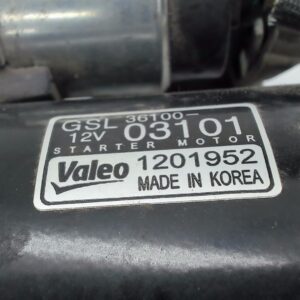 GSL 36100-
12V 03101
STARTER MOTOR
Valeo 1201952
MADE IN KOREA